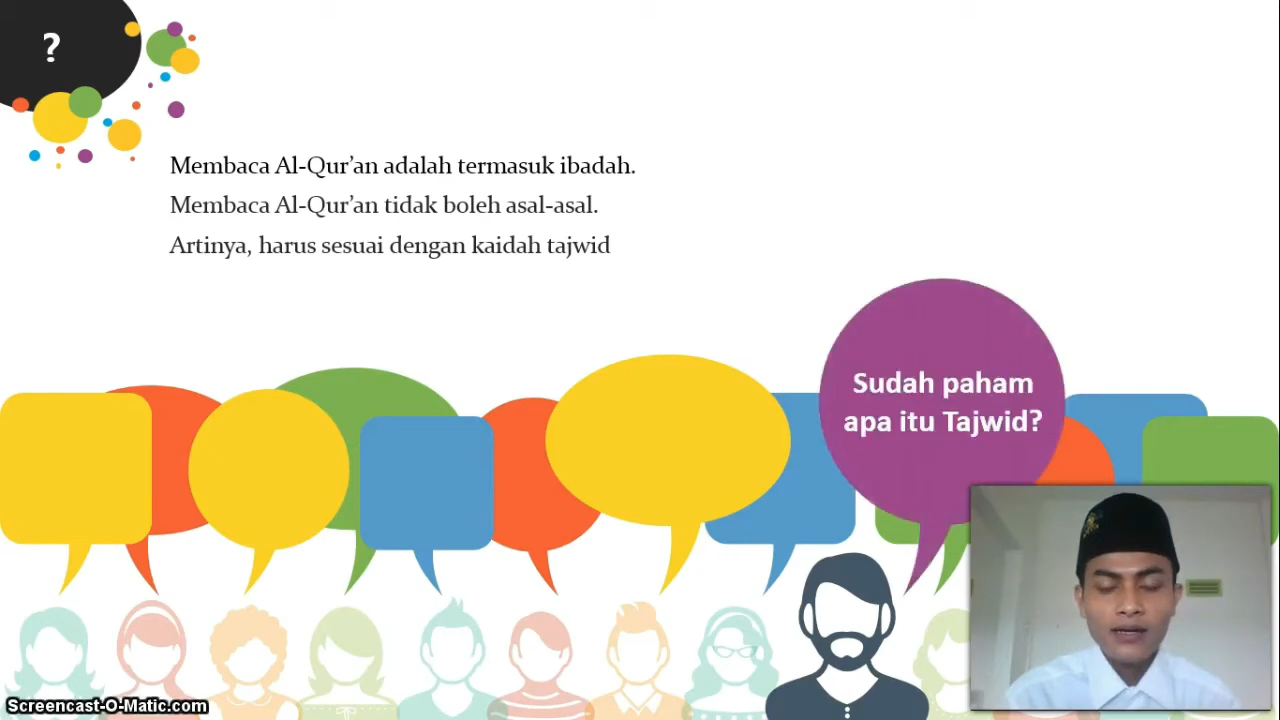 ?
Membaca Al-Qur’an adalah termasuk ibadah.
Membaca Al-Qur’an tidak boleh asal-asal.
Artinya, harus sesuai dengan kaidah tajwid
Sudah paham
apa itu Tajwid?
Screencast-O-Matic.com